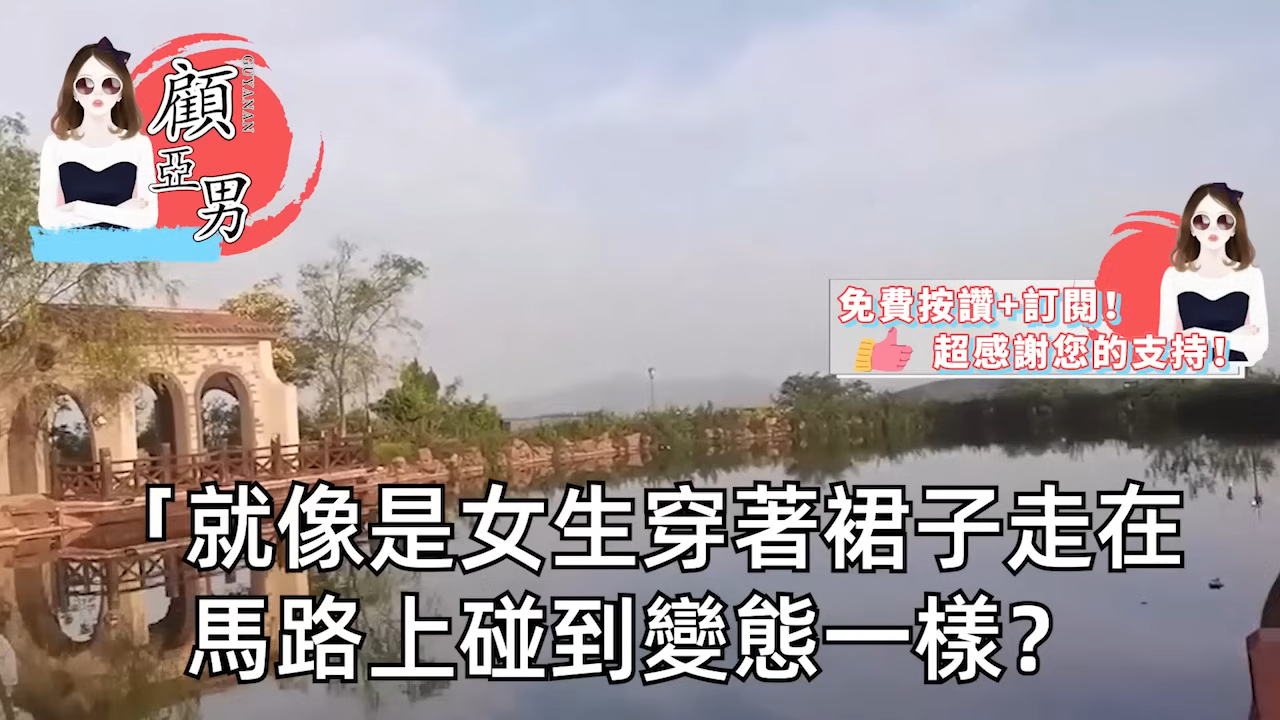 顧亞男
GUYANAN
免費按讚+訂閱!
超感謝您的支持!
「就像是女生穿著裙子走在
馬路上碰到變態一樣?